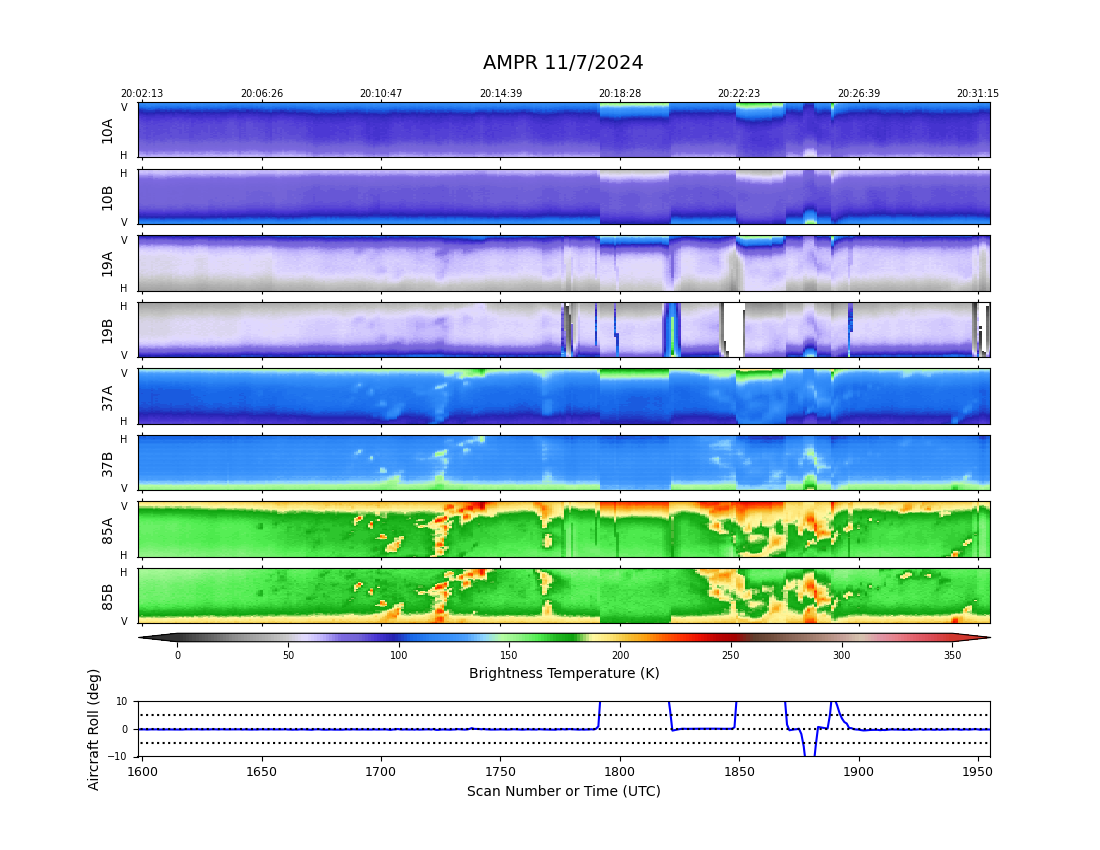 AMPR 11/7/2024
20:02:13 20:06:26 20:10:47 20:14:39 20:18:28 20:22:23 20:26:39 20:31:15
V
10A
H
H
10B
V
V
19A
H
H
19B
V
V
37A
H
H
37B
V
V
85A
H
H
85B
V
0 50 100 150 200 250 300 350
Brightness Temperature (K)
Aircraft Roll (deg)
10
0
−10
1600 1650 1700 1750 1800 1850 1900 1950
Scan Number or Time (UTC)